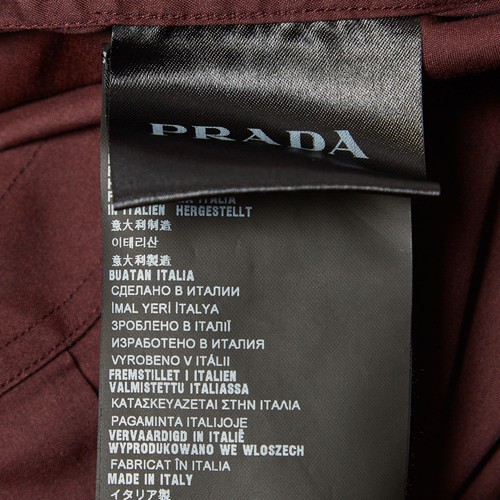 PRADA
IN ITALIEN HERGESTELLT
意大利制造
이테리산
意大利製造
BUATAN ITALIA
СДЕЛАНО В ИТАЛИИ
İMAL YERİ İTALYA
ЗРОБЛЕНО В ІТАЛІЇ
ИЗРАБОТЕНО В ИТАЛИЯ
VYROBENO V ITÁLII
FREMSTILLET I ITALIEN
VALMISTETTU ITALIASSA
ΚΑΤΑΣΚΕΥΑΖΕΤΑΙ ΣΤΗΝ ΙΤΑΛΙΑ
PAGAMINTA ITALIJOJE
VERVAARDIGD IN ITALIË
WYPRODUKOWANO WE WLOSZECH
FABRICAT ÎN ITALIA
MADE IN ITALY
イタリア製